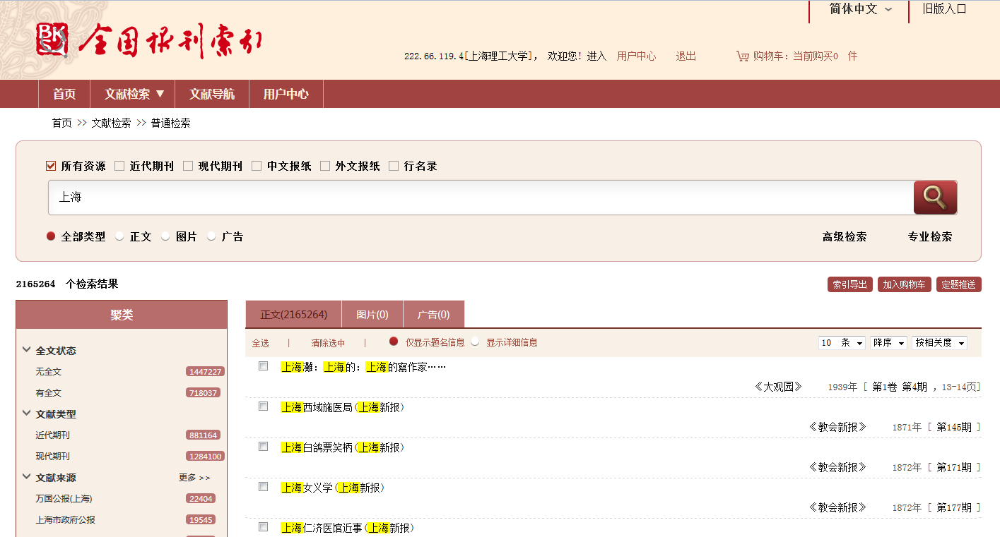 简体中文 旧版入口
BK
全国报刊索引
222.66.119.4[上海理工大学]， 欢迎您！进入 用户中心 退出 购物车：当前购买0 件
首页 文献检索 ▼ 文献导航 用户中心
首页 >> 文献检索 >> 普通检索
所有资源 近代期刊 现代期刊 中文报纸 外文报纸 行名录
上海
全部类型 正文 图片 广告 高级检索 专业检索
2165264 个检索结果 索引导出 加入购物车 定题推送
聚类
全文状态
无全文 1447227
有全文 718037
文献类型
近代期刊 881164
现代期刊 1284100
文献来源 更多 >>
万国公报(上海) 22404
上海市政府公报 19545
正文(2165264) 图片(0) 广告(0)
全选 | 清除选中 | 仅显示题名信息 显示详细信息 10 条 降序 按相关度
上海灘：上海的：上海的寫作家……
《大观园》 1939年 [ 第1卷 第4期 ，13-14页]
上海西域施医局(上海新报)
《教会新报》 1871年 [ 第145期 ]
上海白鸽票笑柄(上海新报)
《教会新报》 1872年 [ 第171期 ]
上海女义学(上海新报)
《教会新报》 1872年 [ 第177期 ]
上海仁济医馆近事(上海新报)